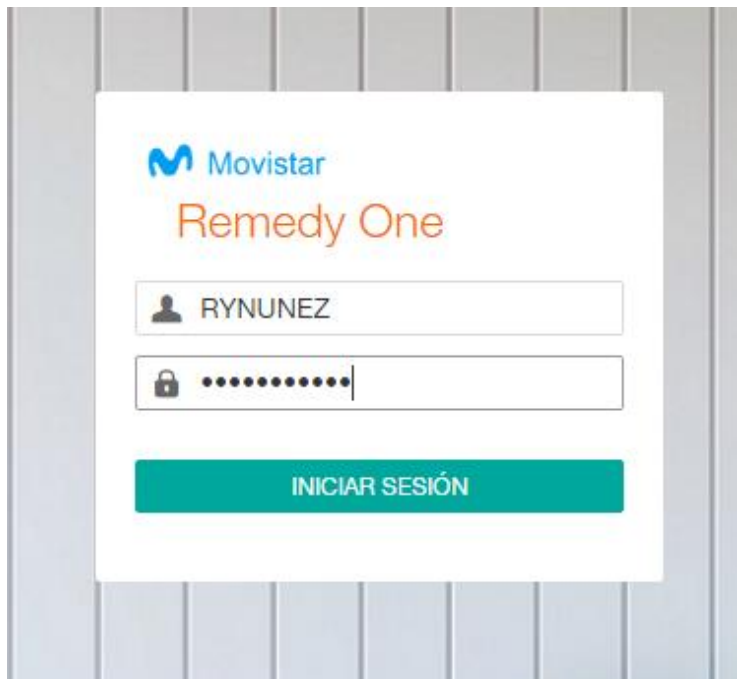 Movistar
Remedy One
RYNUNEZ
•••••••••••
INICIAR SESIÓN